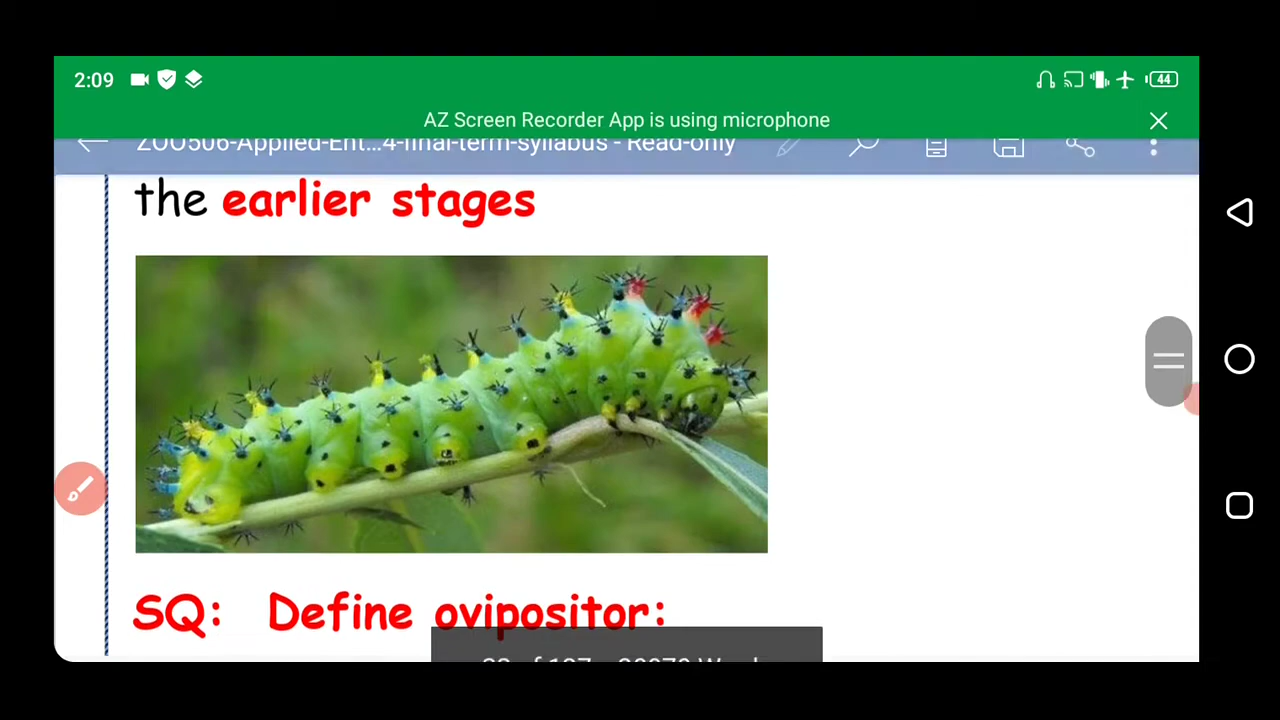 2:09
44
AZ Screen Recorder App is using microphone
ZOO506-Applied-Ent...4-final-term-syllabus - Read-only
the earlier stages
SQ: Define ovipositor: